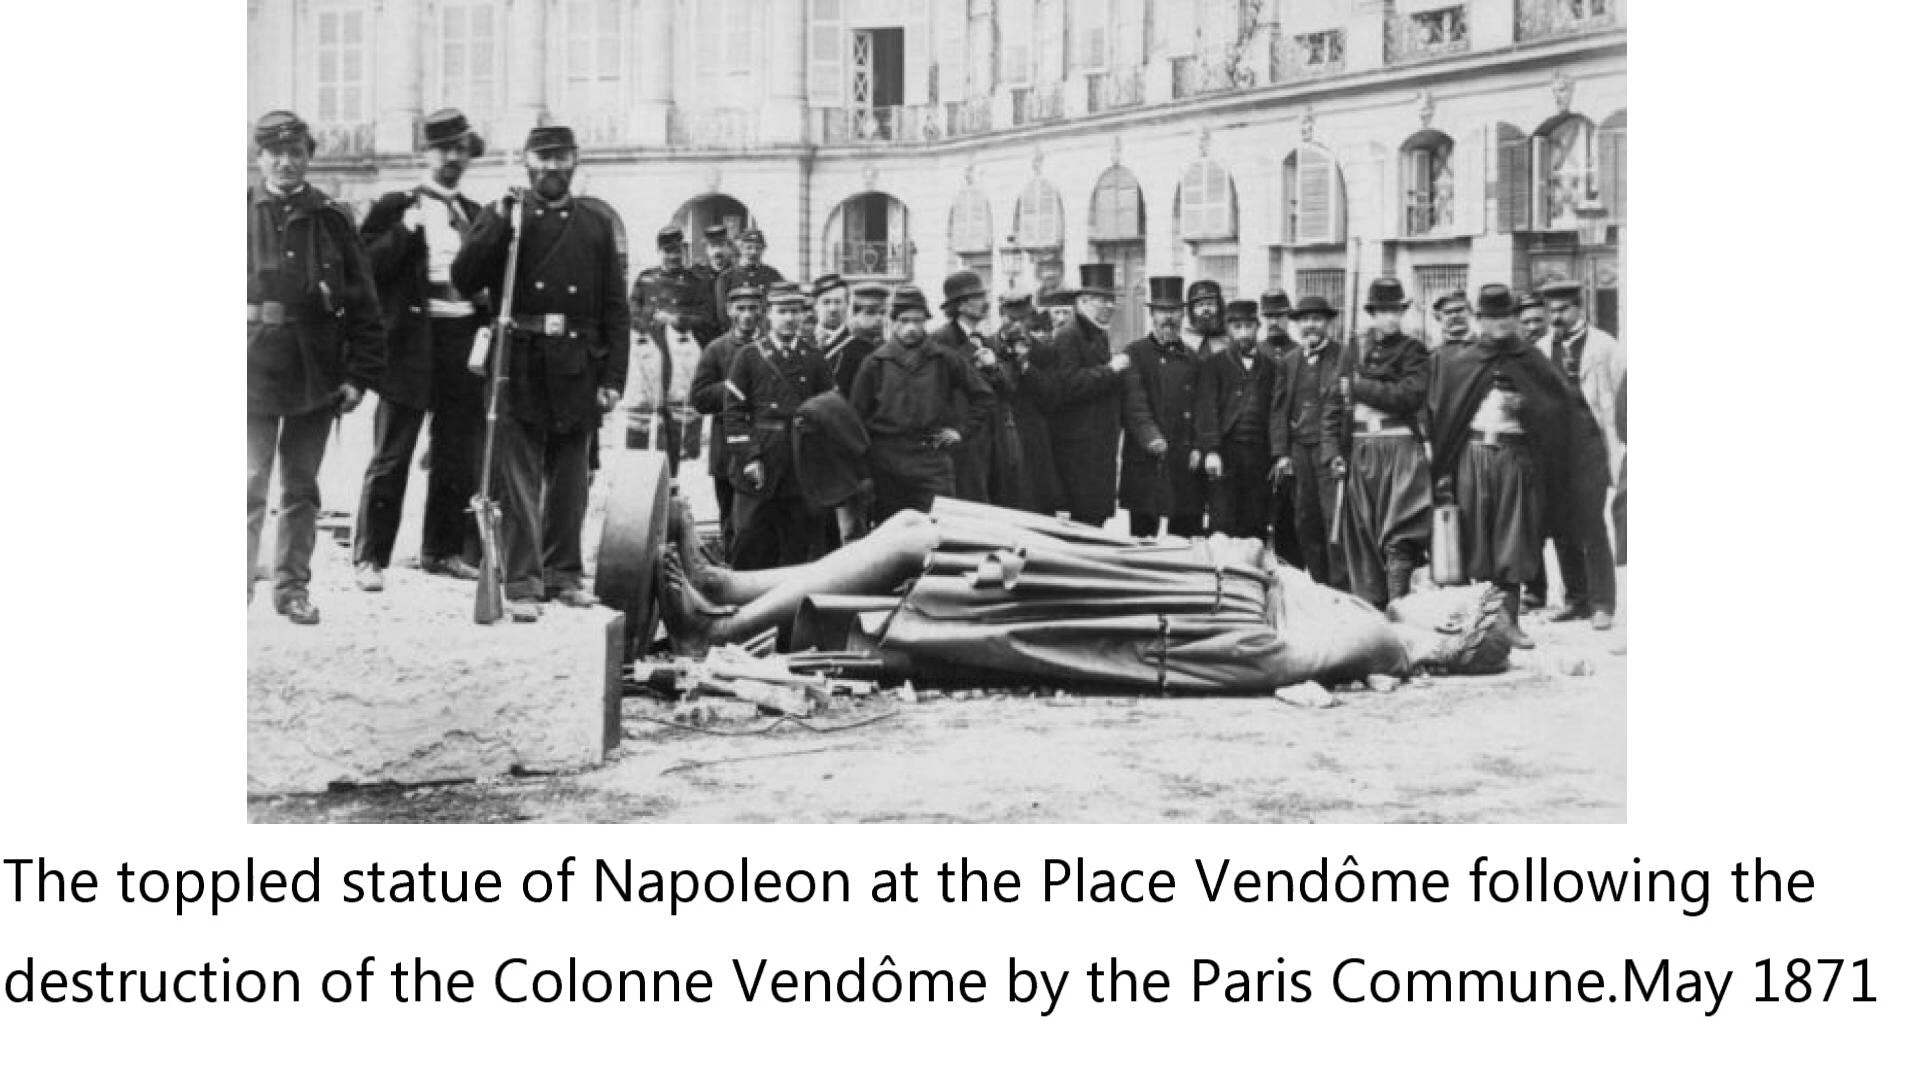 The toppled statue of Napoleon at the Place Vendôme following the
destruction of the Colonne Vendôme by the Paris Commune.May 1871